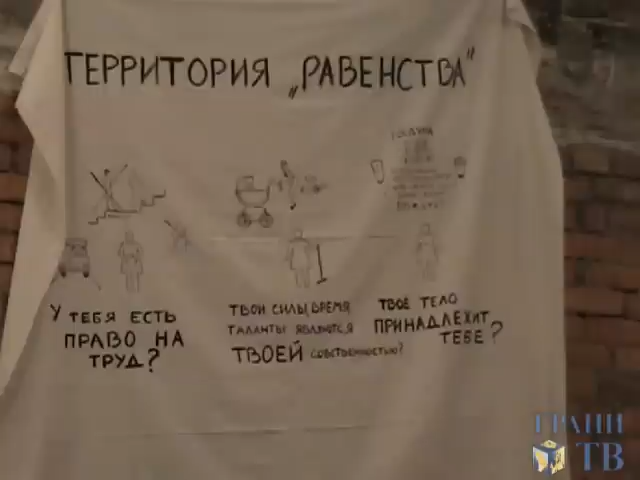 ТЕРРИТОРИЯ „РАВЕНСТВА"
У ТЕБЯ ЕСТЬ
ПРАВО НА
ТРУД?
ТВОИ СИЛЫ, ВРЕМЯ
ТАЛАНТЫ ЯВЛЯЮТСЯ
ТВОЕЙ СОБСТВЕННОСТЬЮ?
ТВОЕ ТЕЛО
ПРИНАДЛЕЖИТ
ТЕБЕ?
ГРАНИ
ТВ